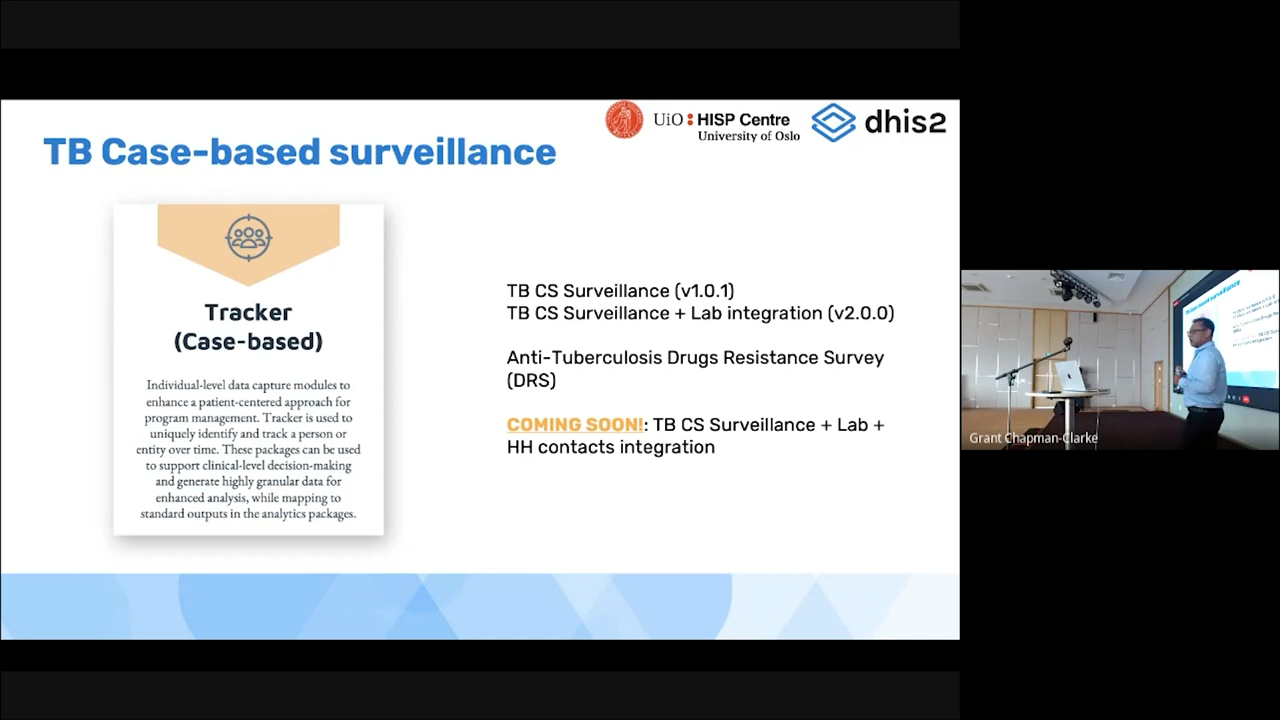 UiO : HISP Centre
University of Oslo
dhis2
TB Case-based surveillance
Tracker
(Case-based)
Individual-level data capture modules to
enhance a patient-centered approach for
program management. Tracker is used to
uniquely identify and track a person or
entity over time. These packages can be used
to support clinical-level decision-making
and generate highly granular data for
enhanced analysis, while mapping to
standard outputs in the analytics packages.
TB CS Surveillance (v1.0.1)
TB CS Surveillance + Lab integration (v2.0.0)
Anti-Tuberculosis Drugs Resistance Survey
(DRS)
COMING SOON!: TB CS Surveillance + Lab +
HH contacts integration
Grant Chapman-Clarke